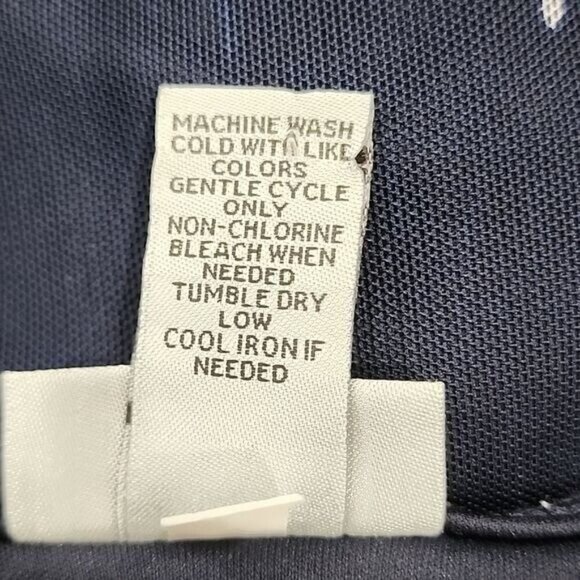 MACHINE WASH
COLD WITH LIKE
COLORS
GENTLE CYCLE
ONLY
NON-CHLORINE
BLEACH WHEN
NEEDED
TUMBLE DRY
LOW
COOL IRON IF
NEEDED